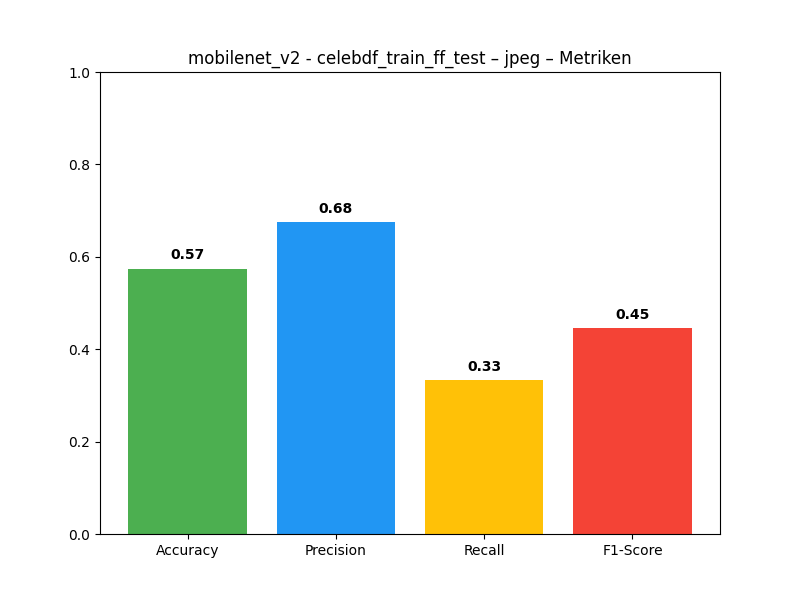 mobilenet_v2 - celebdf_train_ff_test – jpeg – Metriken
1.0
0.8
0.6
0.4
0.2
0.0
0.57
0.68
0.33
0.45
Accuracy
Precision
Recall
F1-Score